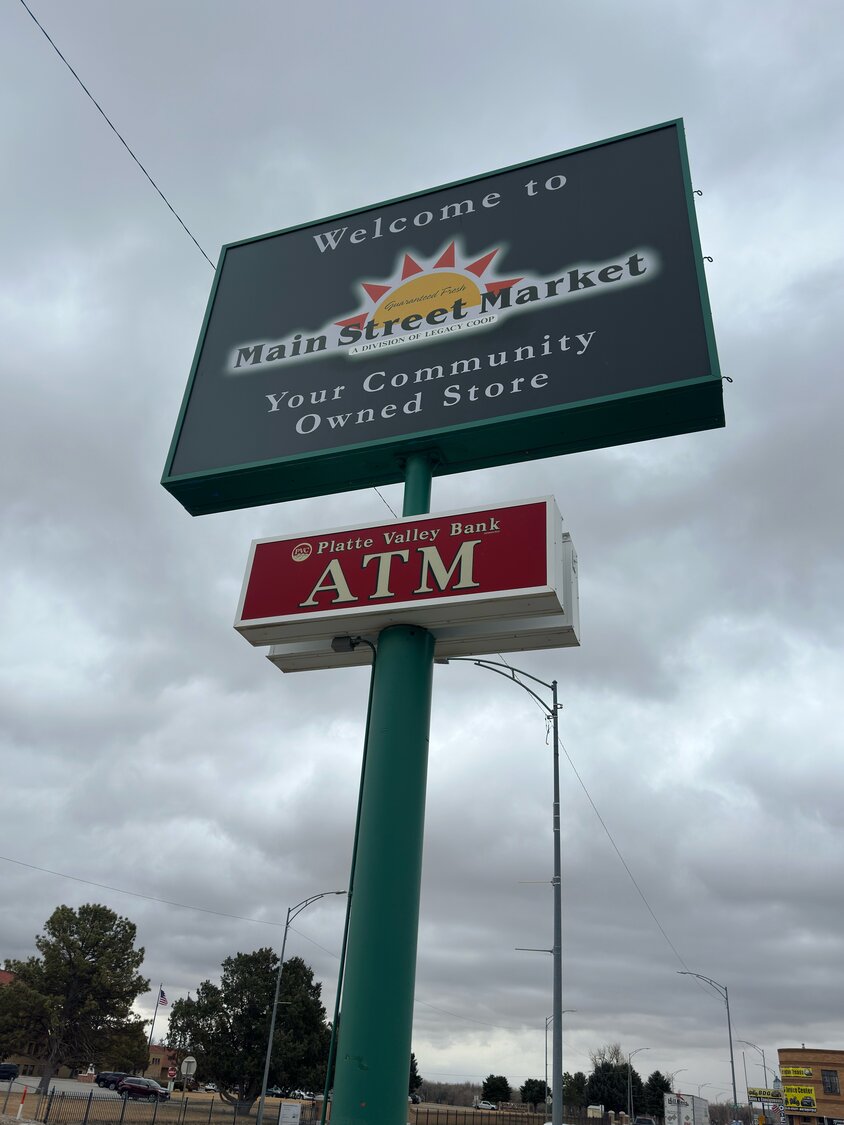 Welcome to
Guaranteed Fresh
Main Street Market
A DIVISION OF LEGACY COOP
Your Community
Owned Store
PVC
Platte Valley Bank
ATM